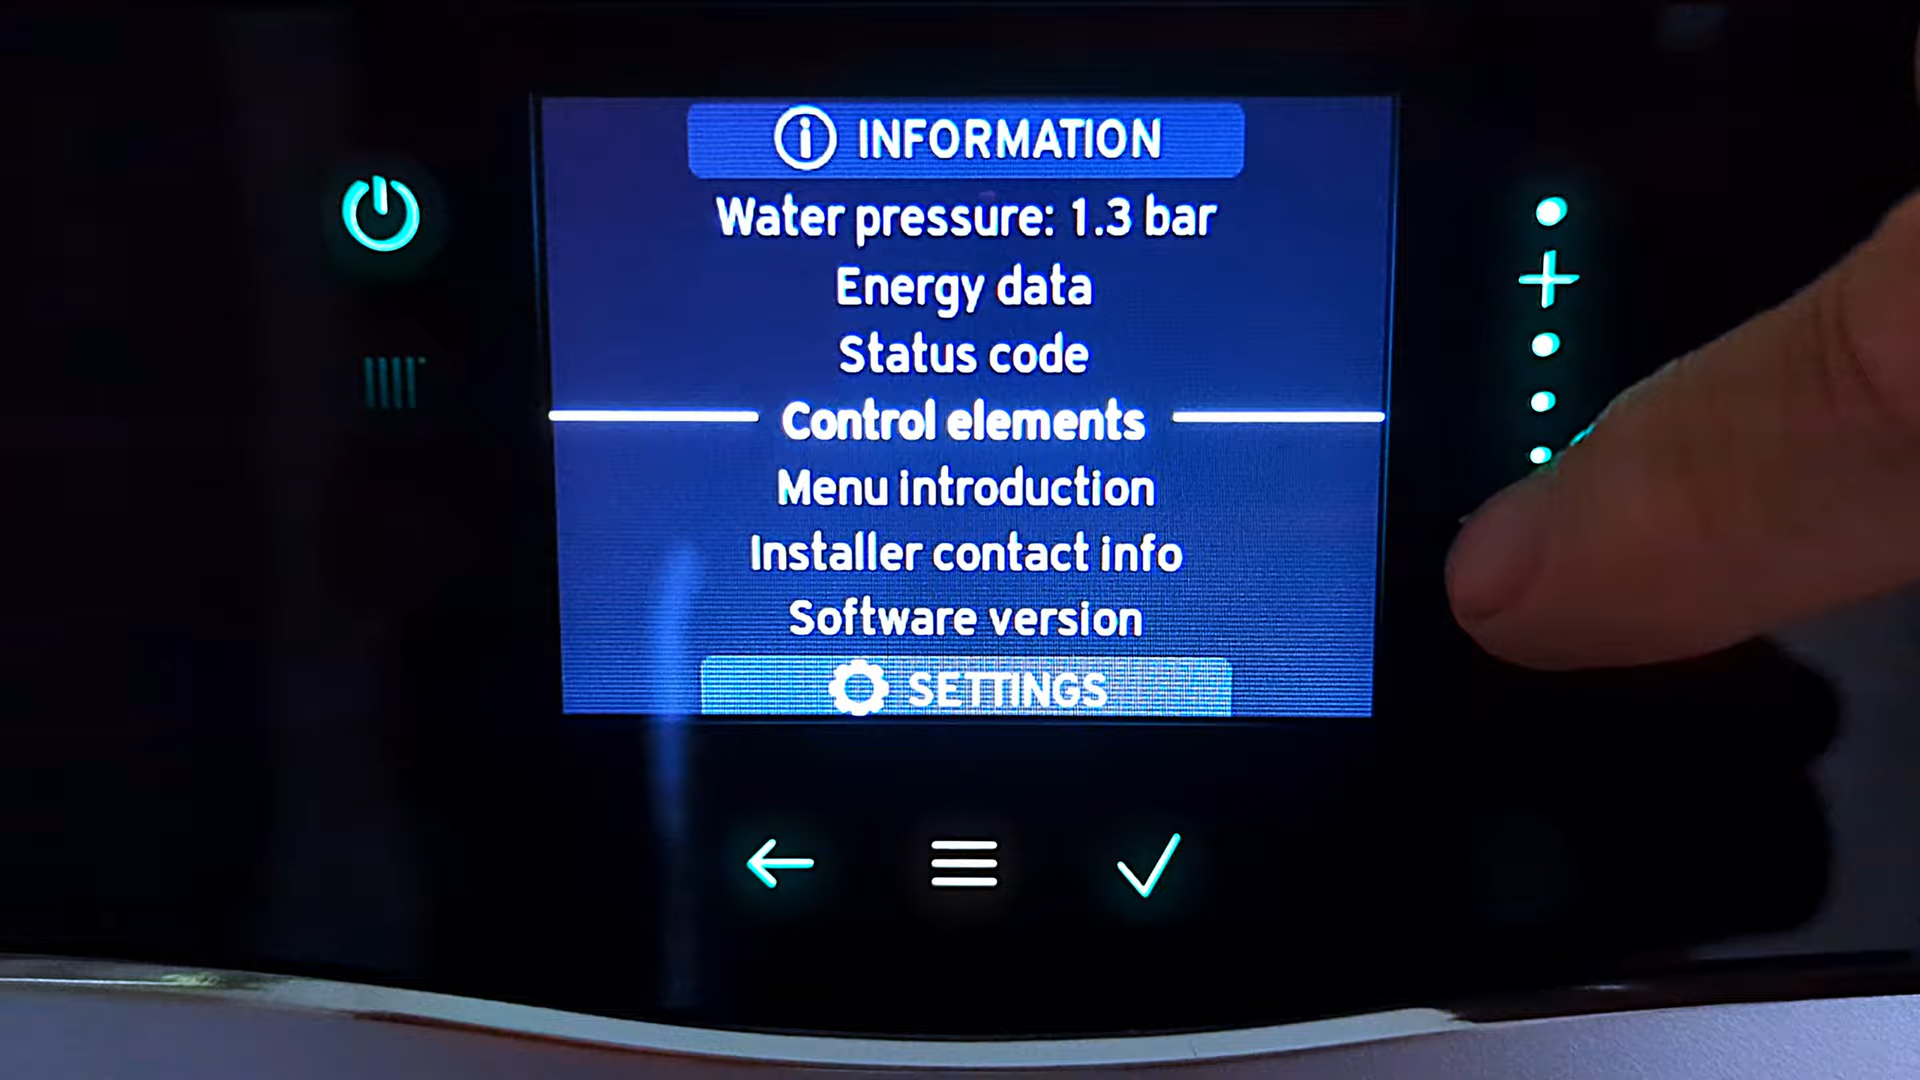 INFORMATION
Water pressure: 1.3 bar
Energy data
Status code
Control elements
Menu introduction
Installer contact info
Software version
SETTINGS